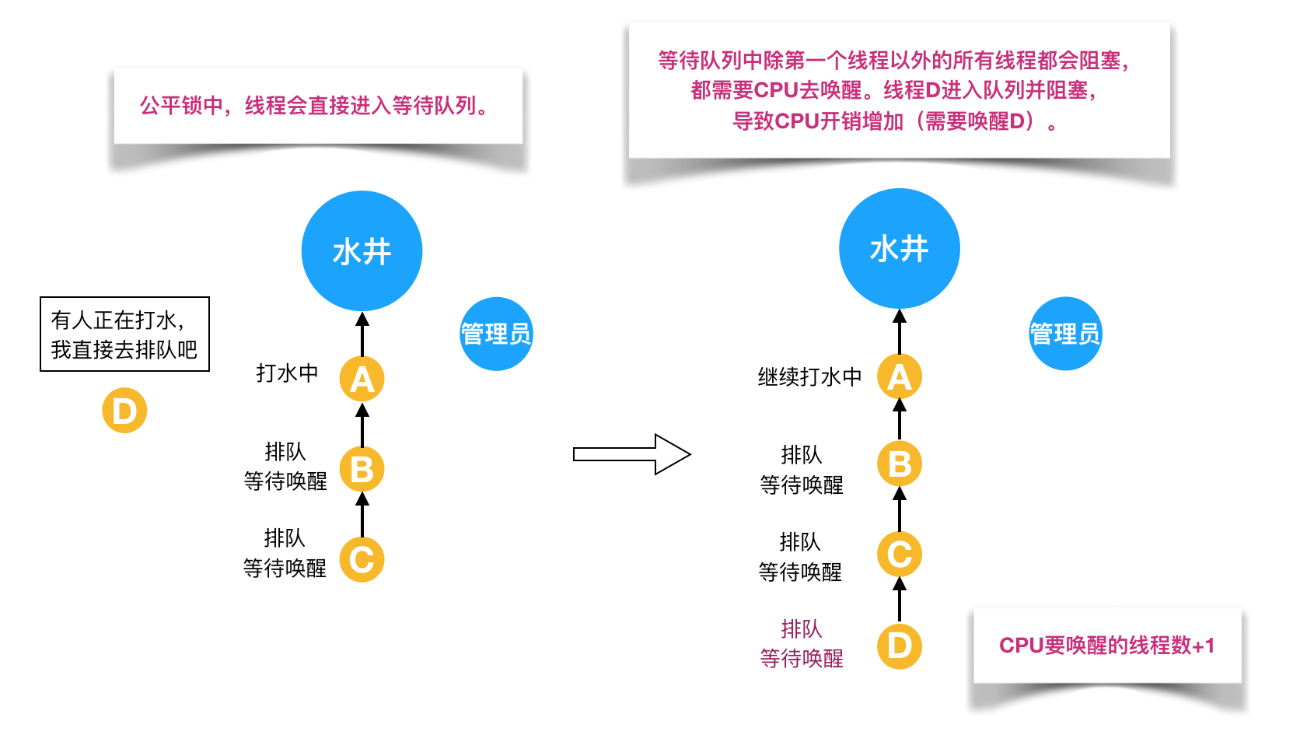 公平锁中，线程会直接进入等待队列。
等待队列中除第一个线程以外的所有线程都会阻塞，
都需要CPU去唤醒。线程D进入队列并阻塞，
导致CPU开销增加（需要唤醒D）。
水井
管理员
有人正在打水，
我直接去排队吧
D
打水中
A
排队
等待唤醒
B
排队
等待唤醒
C
水井
管理员
继续打水中
A
排队
等待唤醒
B
排队
等待唤醒
C
排队
等待唤醒
D
CPU要唤醒的线程数+1